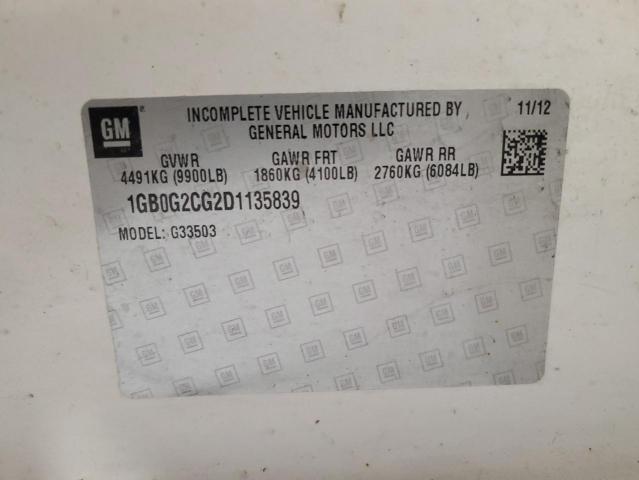 GM INCOMPLETE VEHICLE MANUFACTURED BY 11/12
GENERAL MOTORS LLC
GVWR GAWR FRT GAWR RR
4491KG (9900LB) 1860KG (4100LB) 2760KG (6084LB)
1GB0G2CG2D1135839
MODEL: G33503